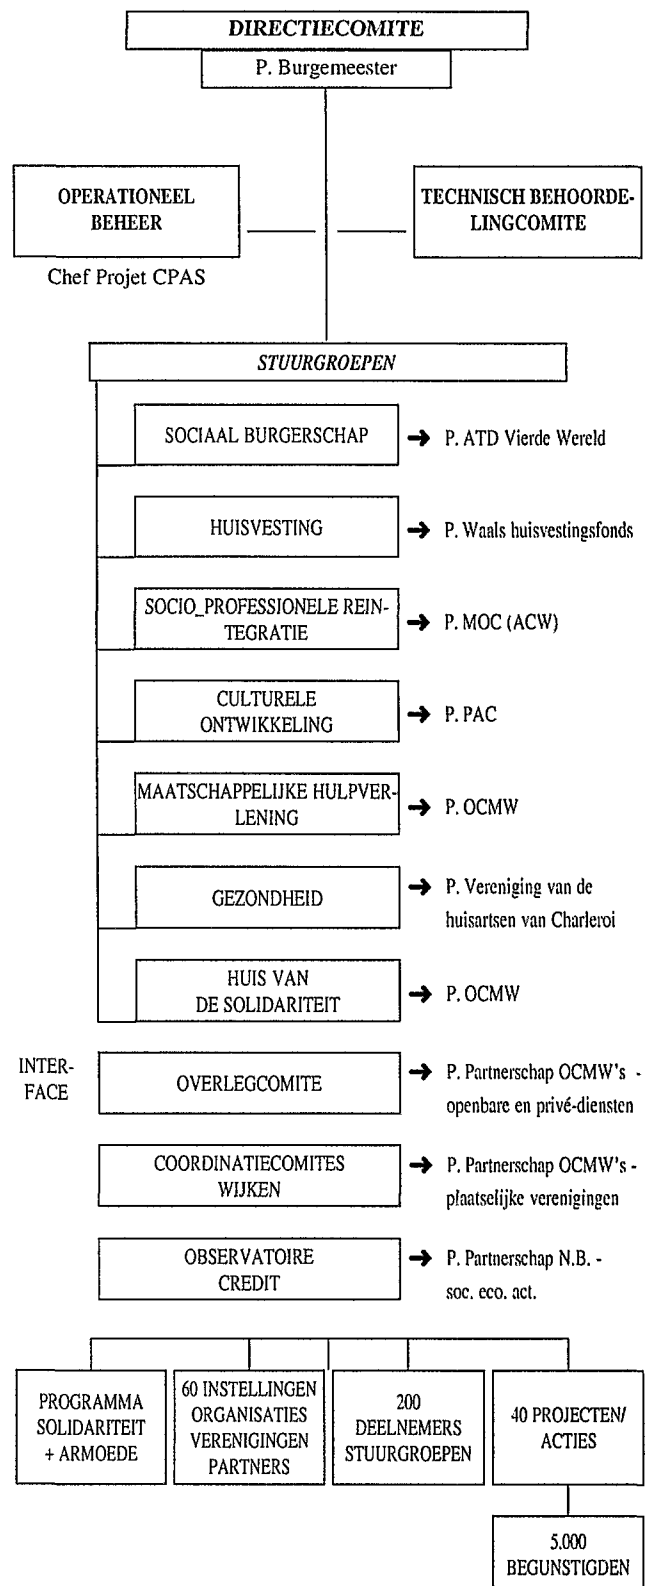 DIRECTIECOMITE
P. Burgemeester
OPERATIONEEL
BEHEER
Chef Projet CPAS
TECHNISCH BEHOORDE-
LINGCOMITE
STUURGROEPEN
SOCIAAL BURGERSCHAP
➔ P. ATD Vierde Wereld
HUISVESTING
➔ P. Waals huisvestingsfonds
SOCIO_PROFESSIONELE REIN-
TEGRATIE
➔ P. MOC (ACW)
CULTURELE
ONTWIKKELING
➔ P. PAC
MAATSCHAPPELIJKE HULPVER-
LENING
➔ P. OCMW
GEZONDHEID
➔ P. Vereniging van de
huisartsen van Charleroi
HUIS VAN
DE SOLIDARITEIT
➔ P. OCMW
INTER-
FACE
OVERLEGCOMITE
➔ P. Partnerschap OCMW's -
openbare en privé-diensten
COORDINATIECOMITES
WIJKEN
➔ P. Partnerschap OCMW's -
plaatselijke verenigingen
OBSERVATOIRE
CREDIT
➔ P. Partnerschap N.B. -
soc. eco. act.
PROGRAMMA
SOLIDARITEIT
+ ARMOEDE
60 INSTELLINGEN
ORGANISATIES
VERENIGINGEN
PARTNERS
200
DEELNEMERS
STUURGROEPEN
40 PROJECTEN/
ACTIES
5.000
BEGUNSTIGDEN